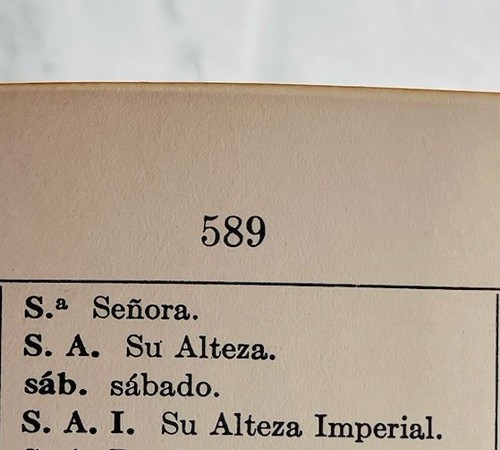 589
S.ª Señora.
S. A. Su Alteza.
sáb. sábado.
S. A. I. Su Alteza Imperial.